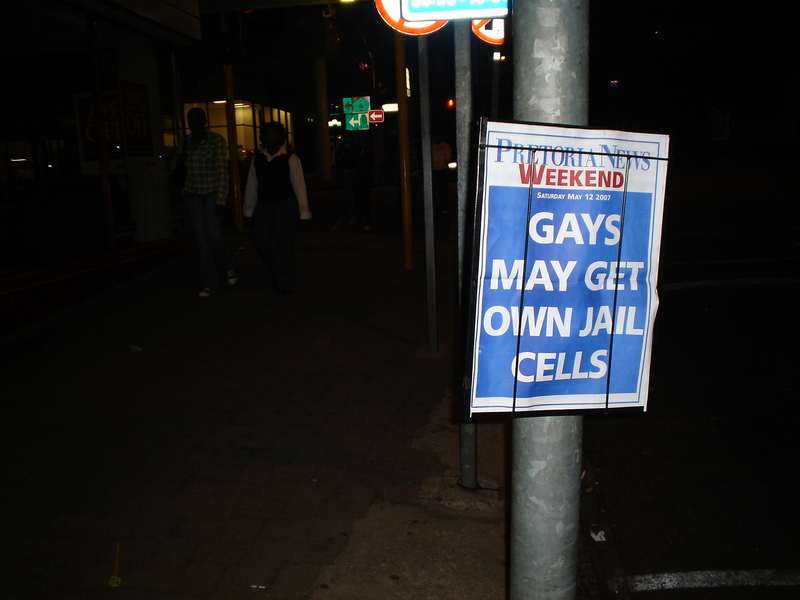 PRETORIA NEWS
WEEKEND
SATURDAY MAY 12 2007
GAYS
MAY GET
OWN JAIL
CELLS